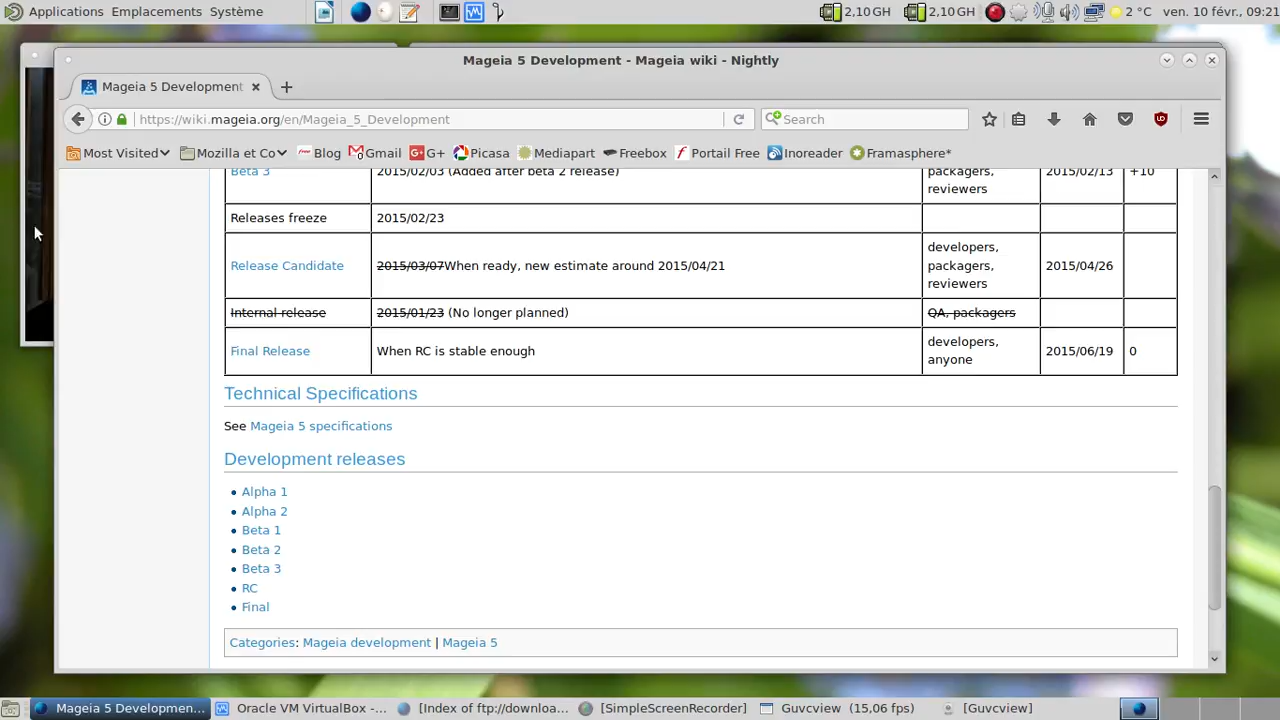 Applications Emplacements Système
2,10 GH 2,10 GH 2 °C ven. 10 févr., 09:21
Mageia 5 Development - Mageia wiki - Nightly
Mageia 5 Development
https://wiki.mageia.org/en/Mageia_5_Development
Search
Most Visited Mozilla et Co Blog Gmail G+ Picasa Mediapart Freebox Portail Free Inoreader Framasphere*
Beta 3 2015/02/03 (Added after beta 2 release) packagers, reviewers 2015/02/13 +10
Releases freeze 2015/02/23
Release Candidate 2015/03/07When ready, new estimate around 2015/04/21 developers, packagers, reviewers 2015/04/26
Internal release 2015/01/23 (No longer planned) QA, packagers
Final Release When RC is stable enough developers, anyone 2015/06/19 0
Technical Specifications
See Mageia 5 specifications
Development releases
Alpha 1
Alpha 2
Beta 1
Beta 2
Beta 3
RC
Final
Categories: Mageia development | Mageia 5
Mageia 5 Developmen... Oracle VM VirtualBox -... [Index of ftp://downloa... [SimpleScreenRecorder] Guvcview (15,06 fps) [Guvcview]